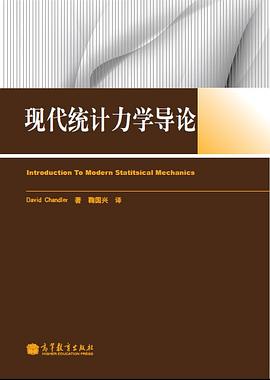 现代统计力学导论
Introduction To Modern Statitsical Mechanics
David Chandler 著 鞠国兴 译
高等教育出版社
HIGHER EDUCATION PRESS